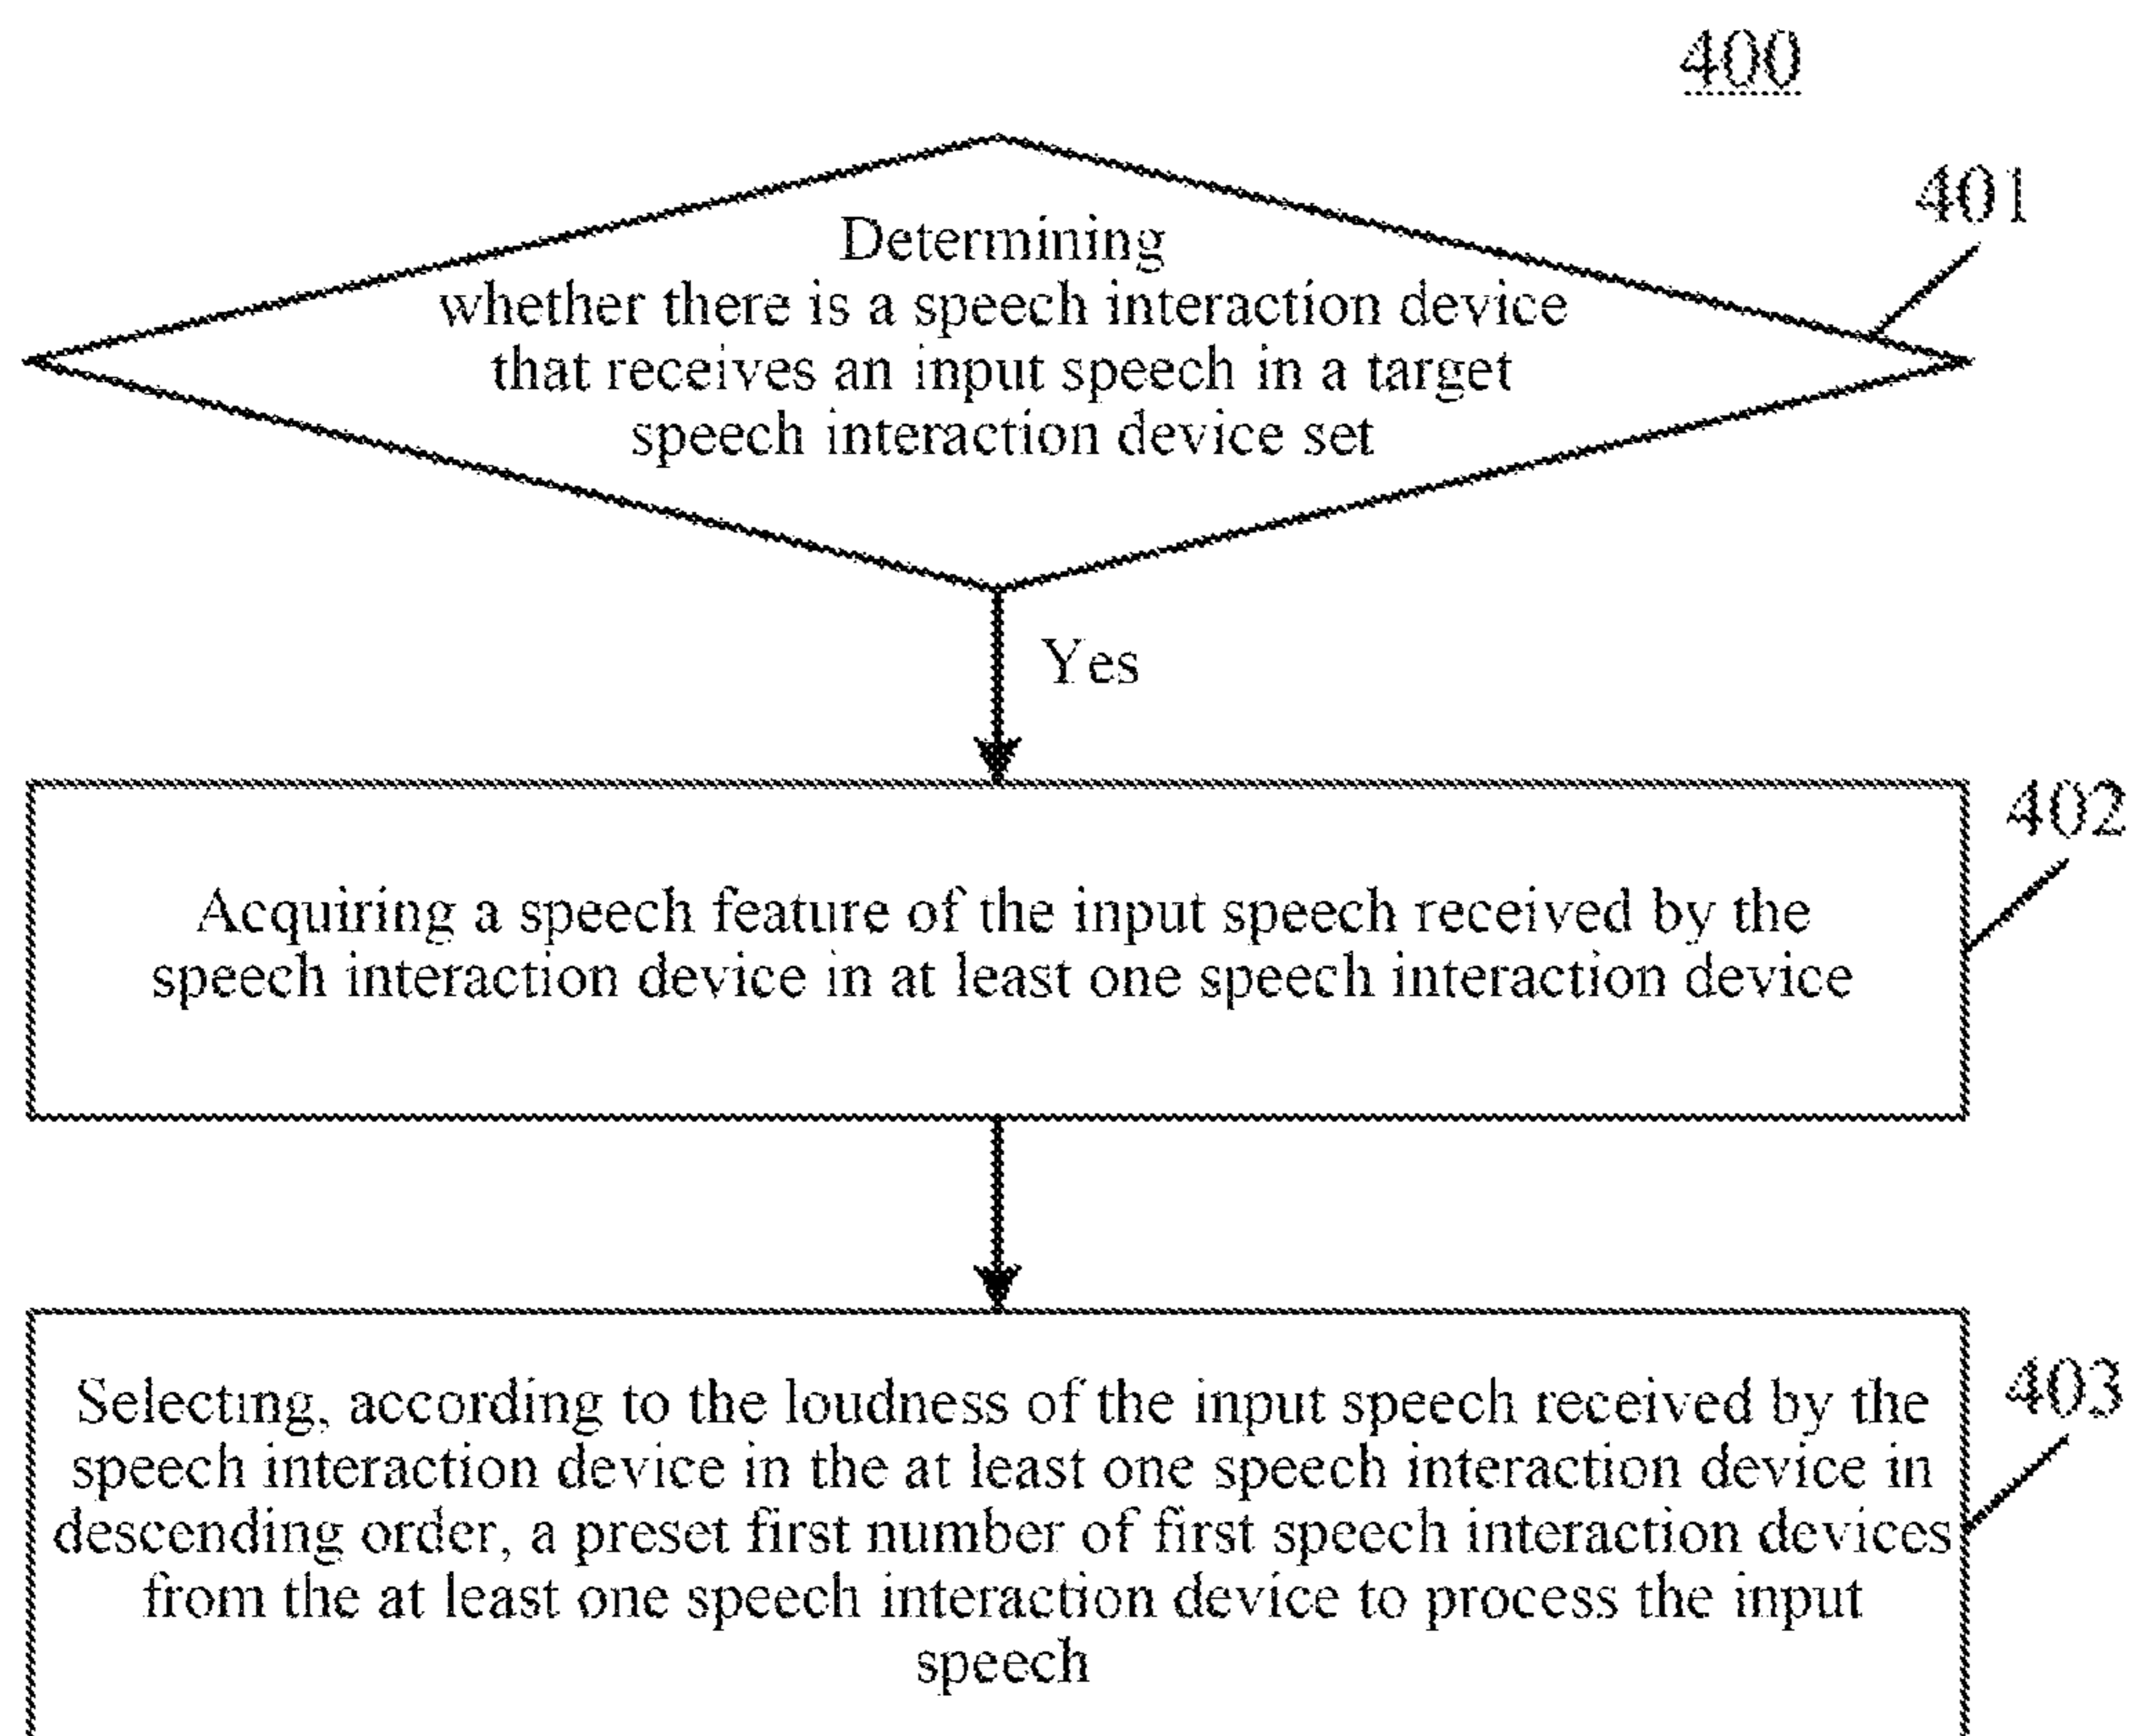 400
401
Determining
whether there is a speech interaction device
that receives an input speech in a target
speech interaction device set
Yes
402
Acquiring a speech feature of the input speech received by the
speech interaction device in at least one speech interaction device
403
Selecting, according to the loudness of the input speech received by the
speech interaction device in the at least one speech interaction device in
descending order, a preset first number of first speech interaction devices
from the at least one speech interaction device to process the input
speech